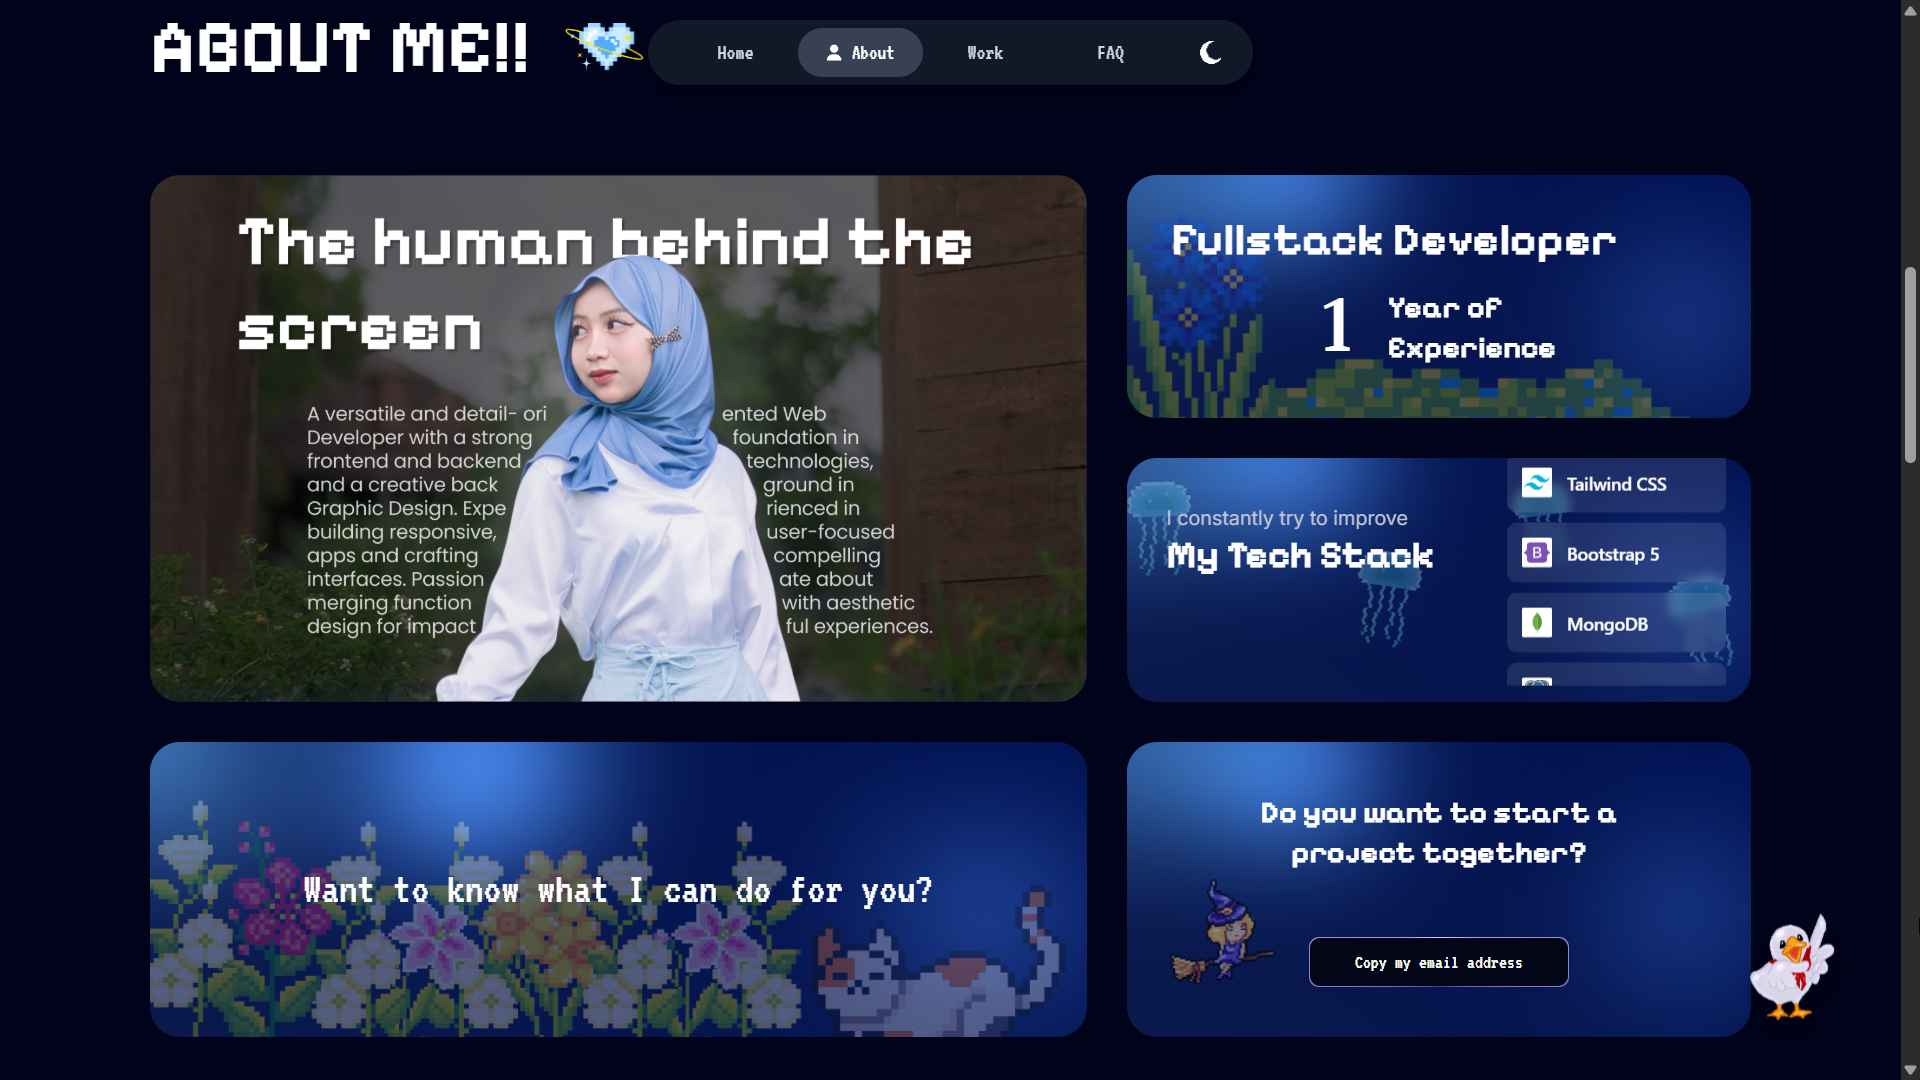 ABOUT ME!!
Home
About
Work
FAQ
The human behind the
screen
A versatile and detail- ori ented Web
Developer with a strong foundation in
frontend and backend technologies,
and a creative back ground in
Graphic Design. Expe rienced in
building responsive, user-focused
apps and crafting compelling
interfaces. Passion ate about
merging function with aesthetic
design for impact ful experiences.
Fullstack Developer
1 Year of
Experience
I constantly try to improve
My Tech Stack
Tailwind CSS
B Bootstrap 5
MongoDB
Want to know what I can do for you?
Do you want to start a
project together?
Copy my email address